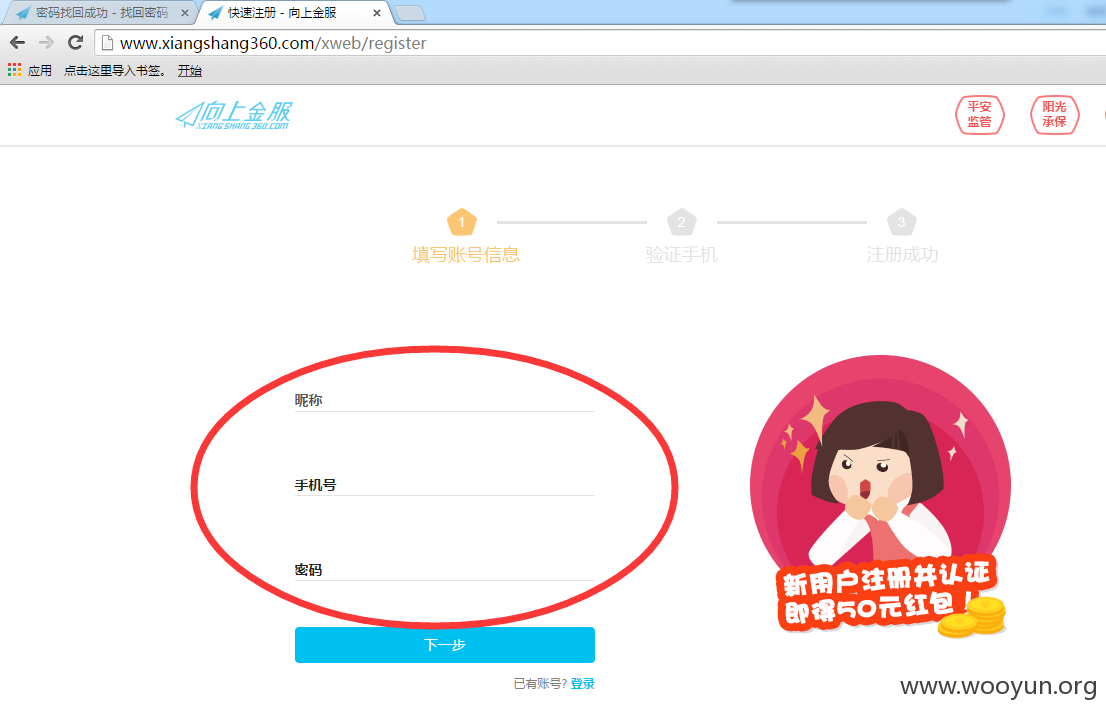 密码找回成功 - 找回密码
快速注册 - 向上金服
www.xiangshang360.com/xweb/register
应用 点击这里导入书签。 开始
向上金服
XIANGSHANG360.COM
平安
监管
阳光
承保
1
填写账号信息
2
验证手机
3
注册成功
昵称
手机号
密码
下一步
已有账号? 登录
新用户注册并认证
即得50元红包!
www.wooyun.org